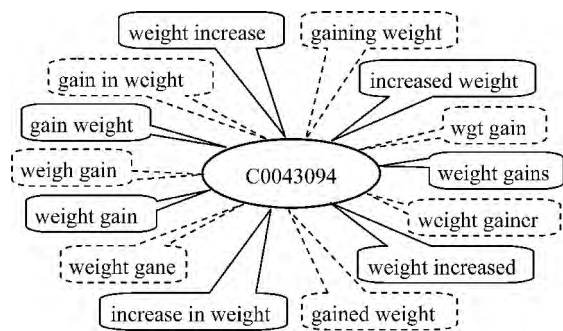 weight increase
gaining weight
gain in weight
increased weight
gain weight
wgt gain
weigh gain
C0043094
weight gains
weight gain
weight gainer
weight gane
weight increased
increase in weight
gained weight